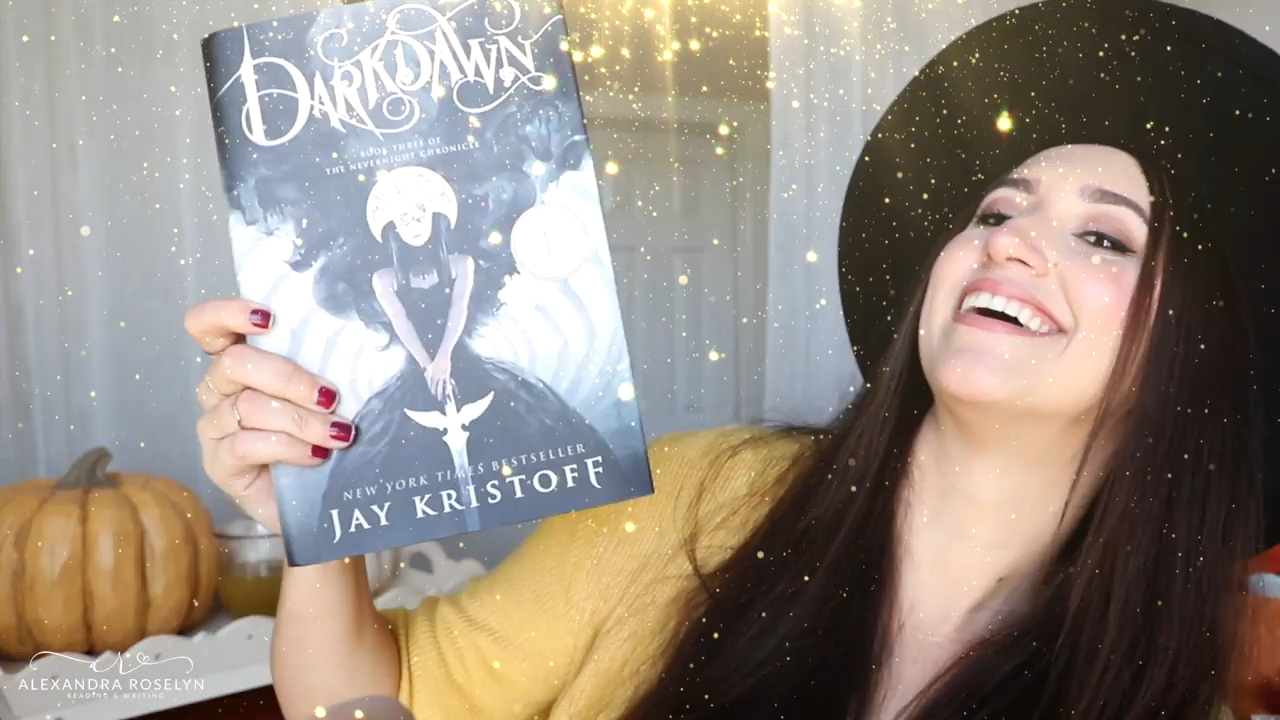 DARKDAWN
BOOK THREE OF
THE NEVERNIGHT CHRONICLE
NEW YORK TIMES BESTSELLER
JAY KRISTOFF
ALEXANDRA ROSELYN
READING & WRITING